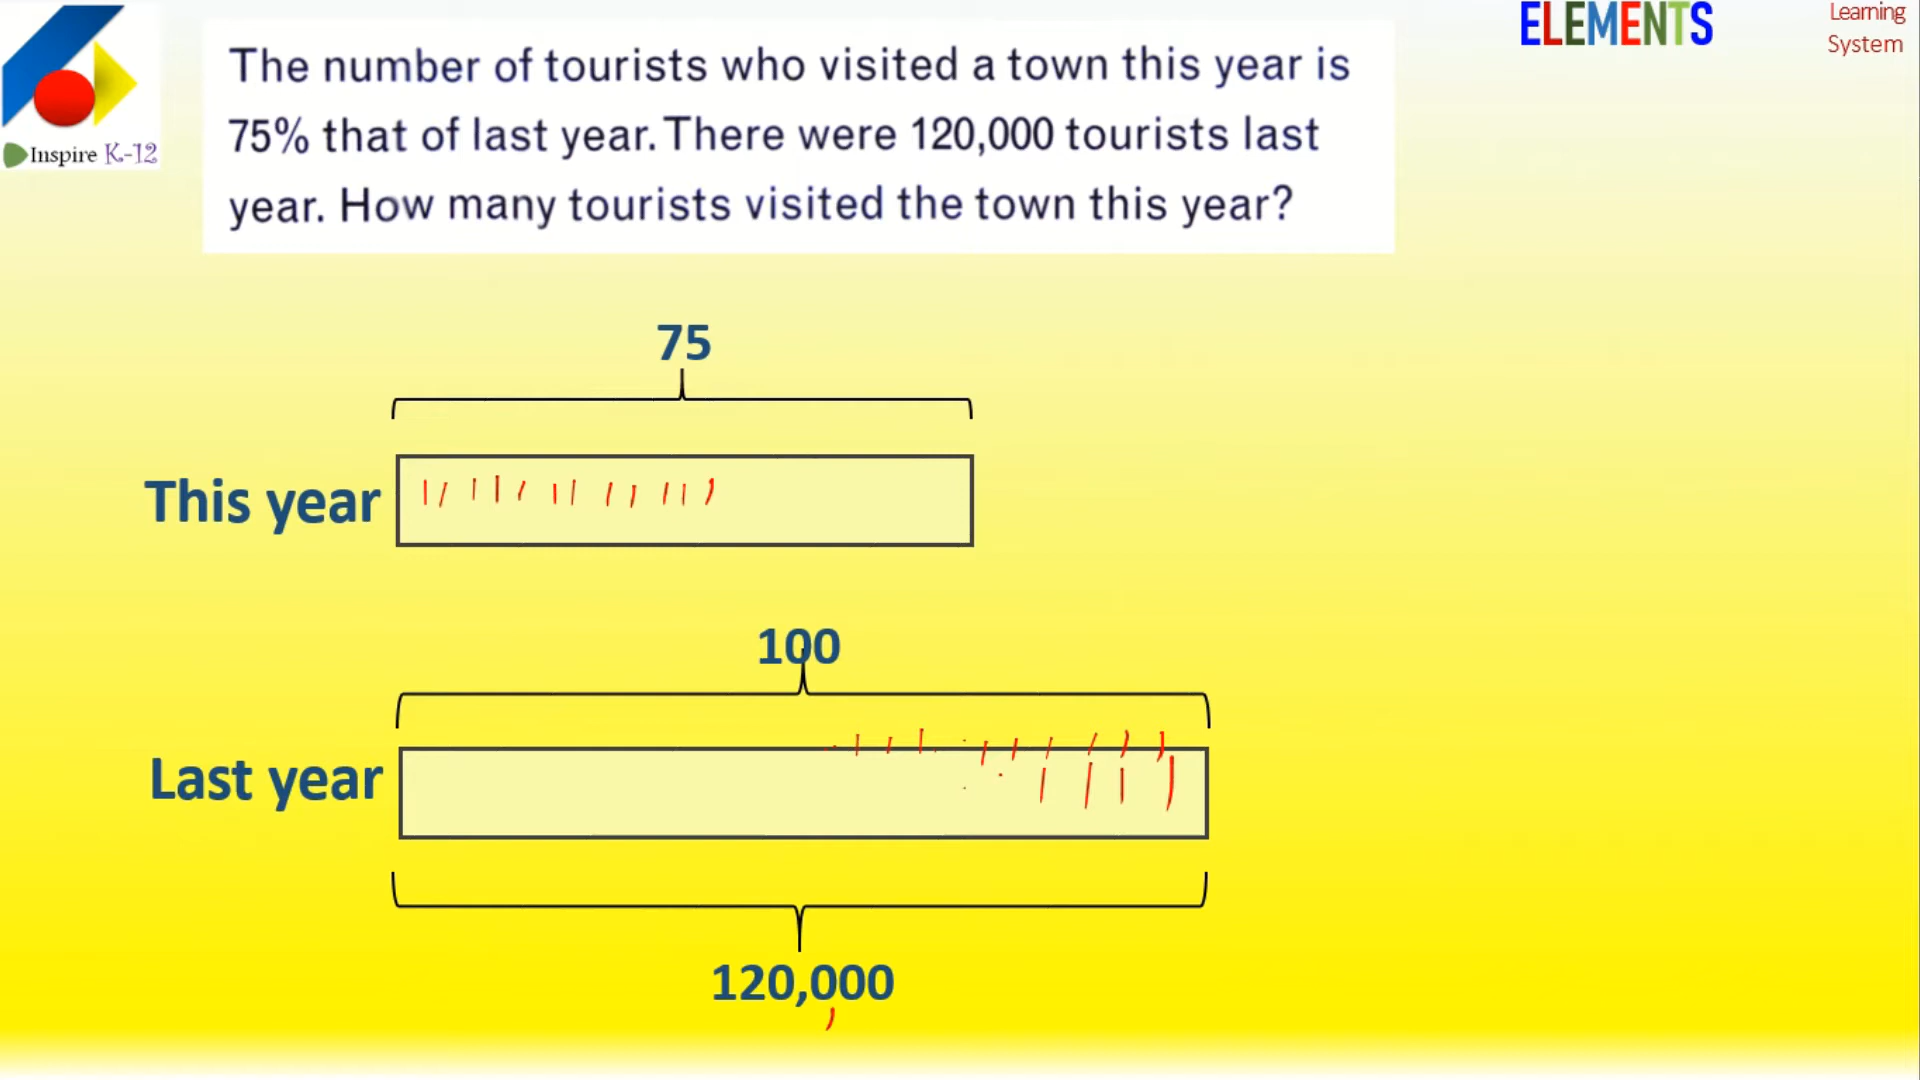 ELEMENTS
Learning
System
Inspire K-12
The number of tourists who visited a town this year is
75% that of last year. There were 120,000 tourists last
year. How many tourists visited the town this year?
75
This year
100
Last year
120,000